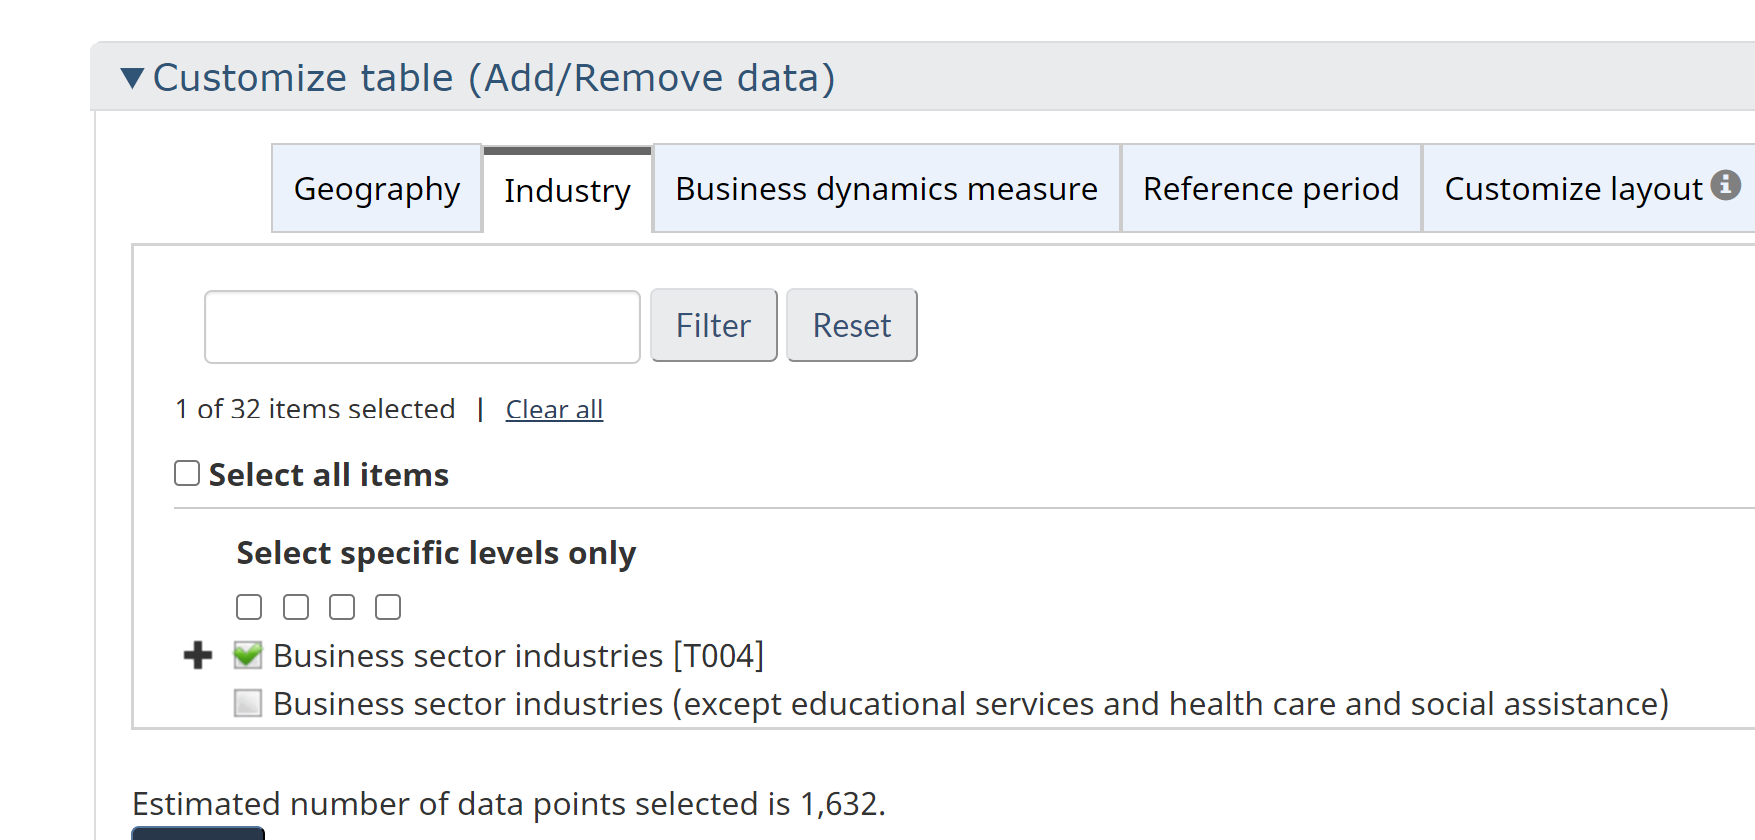 Customize table (Add/Remove data)
Geography Industry Business dynamics measure Reference period Customize layout
Filter Reset
1 of 32 items selected | Clear all
Select all items
Select specific levels only
Business sector industries [T004]
Business sector industries (except educational services and health care and social assistance)
Estimated number of data points selected is 1,632.